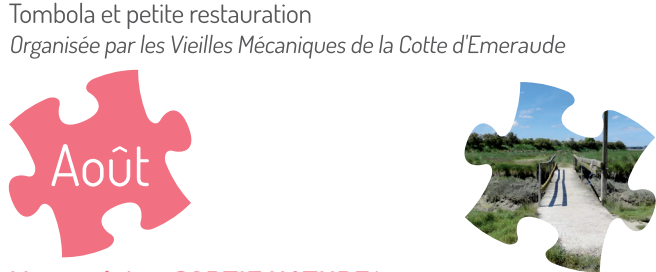 Tombola et petite restauration
Organisée par les Vieilles Mécaniques de la Cotte d'Emeraude
Août